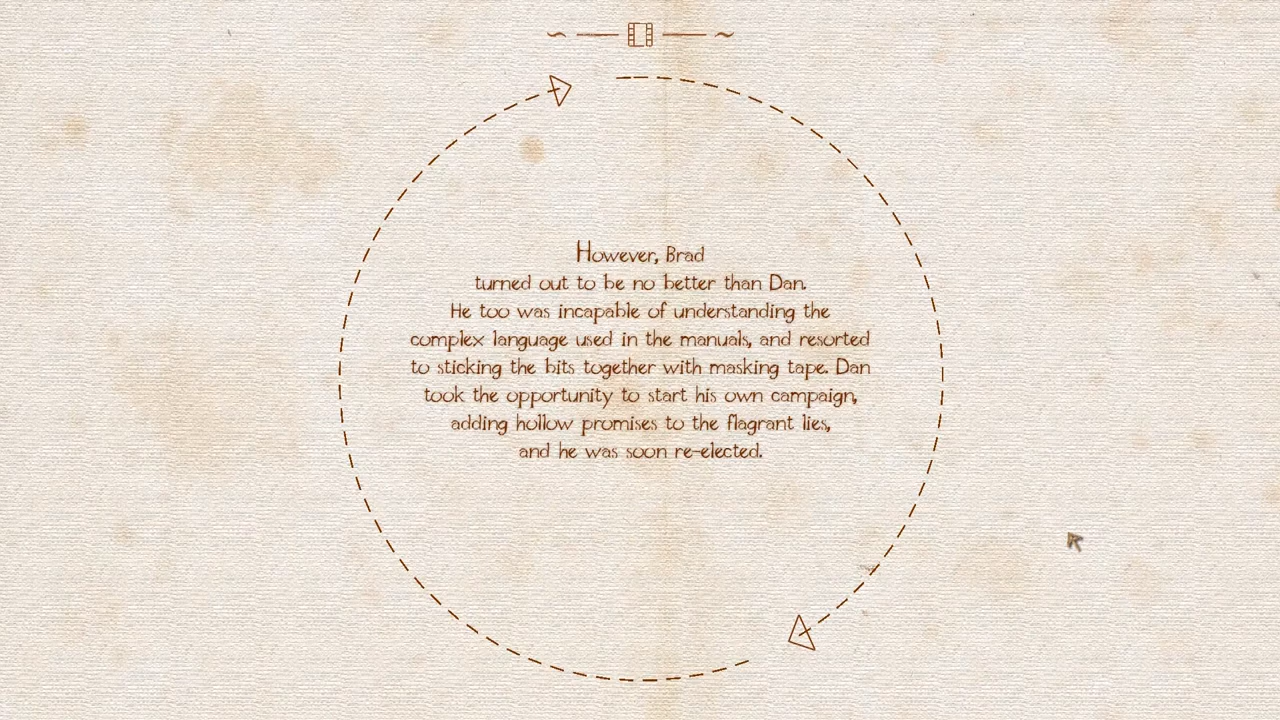 However, Brad
turned out to be no better than Dan.
He too was incapable of understanding the
complex language used in the manuals, and resorted
to sticking the bits together with masking tape. Dan
took the opportunity to start his own campaign,
adding hollow promises to the flagrant lies,
and he was soon re-elected.